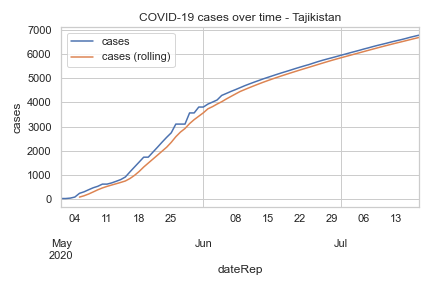 COVID-19 cases over time - Tajikistan
cases
cases (rolling)
7000
6000
5000
4000
3000
2000
1000
0
cases
04 11 18 25 08 15 22 29 06 13
May Jun Jul
2020
dateRep